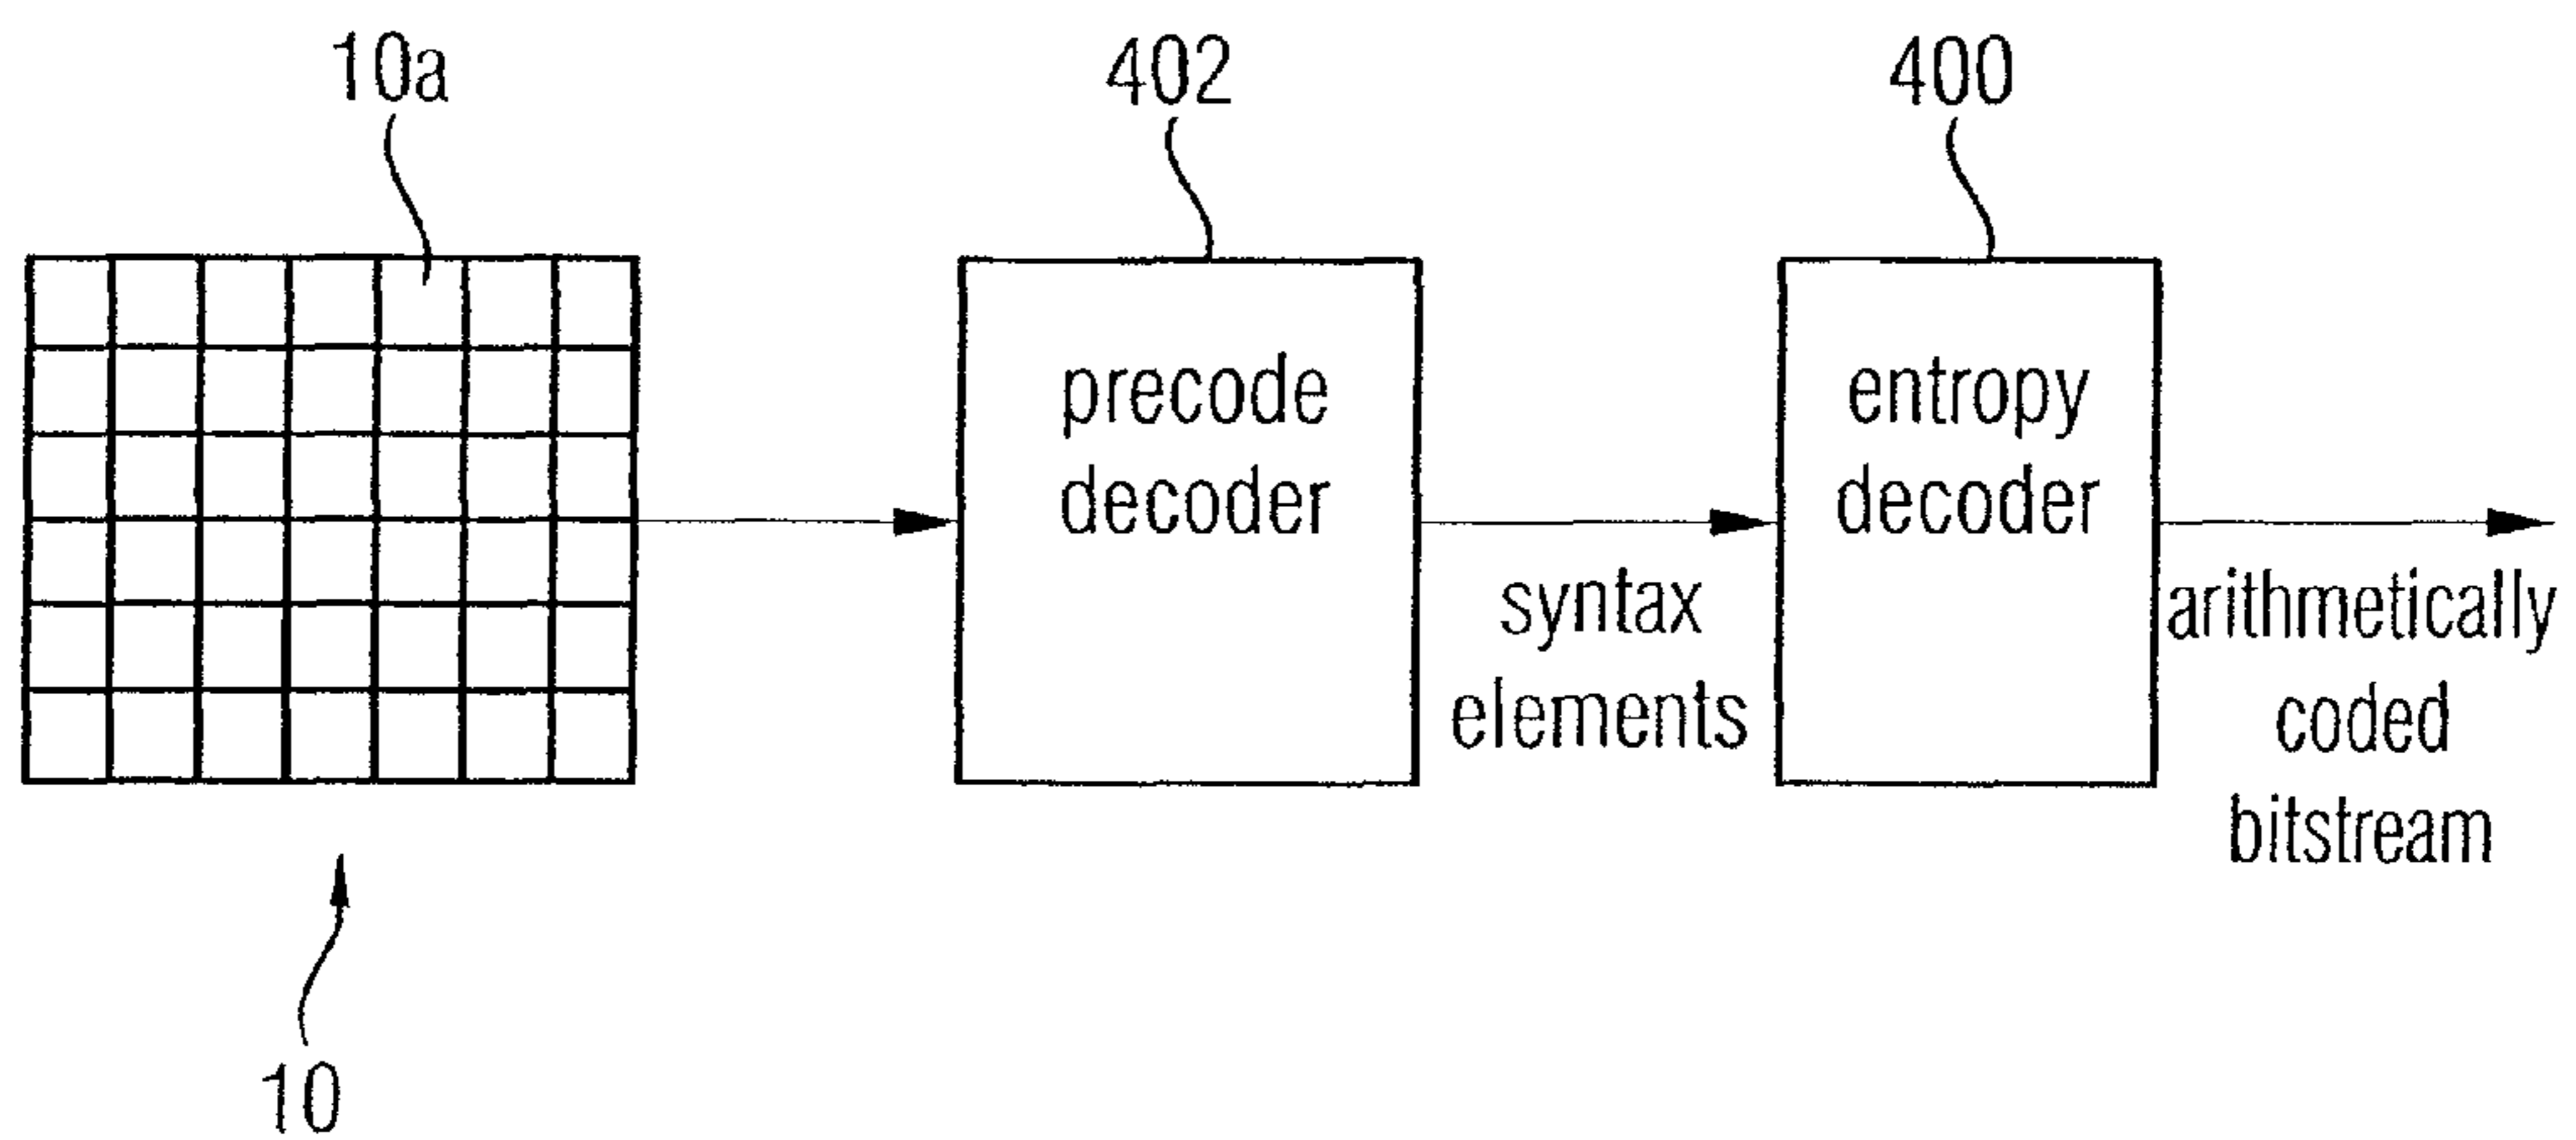 10a
402
400
precode
decoder
entropy
decoder
syntax
elements
arithmetically
coded
bitstream
10